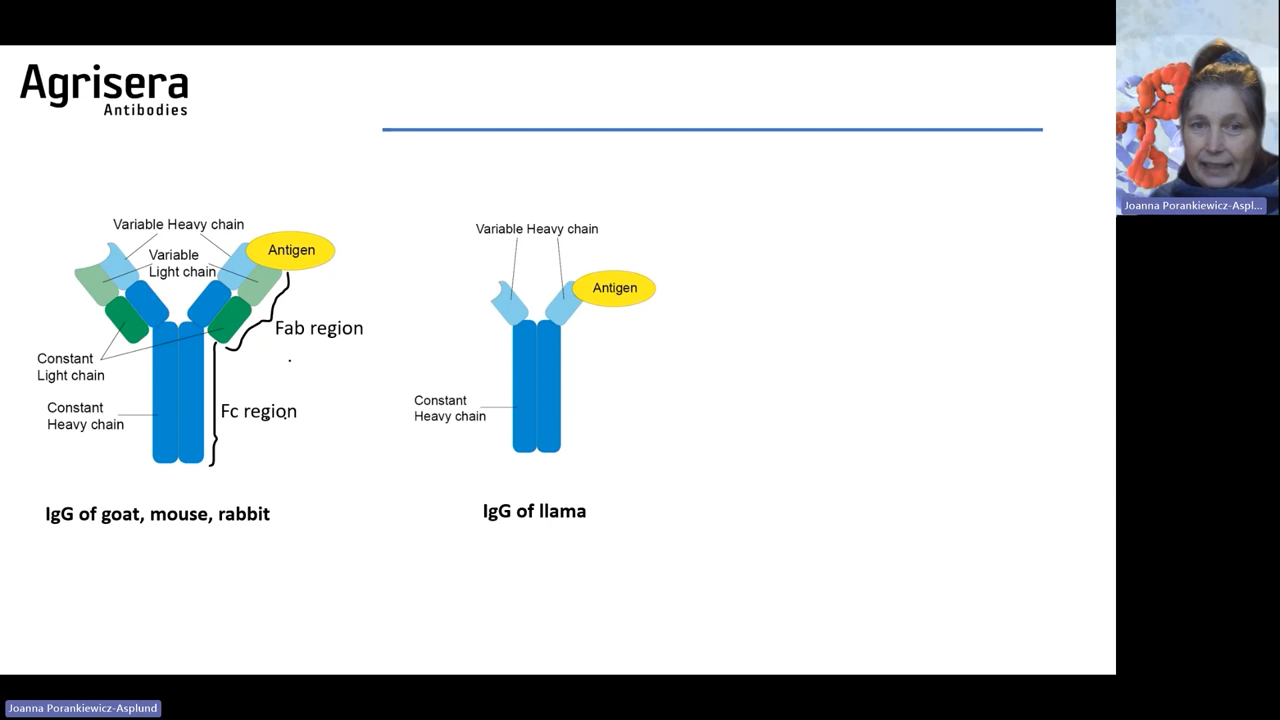 Agrisera
Antibodies
Variable Heavy chain
Variable
Light chain
Antigen
Fab region
Constant
Light chain
Constant
Heavy chain
Fc region
IgG of goat, mouse, rabbit
Variable Heavy chain
Antigen
Constant
Heavy chain
IgG of llama
Joanna Porankiewicz-Aspl...
Joanna Porankiewicz-Asplund